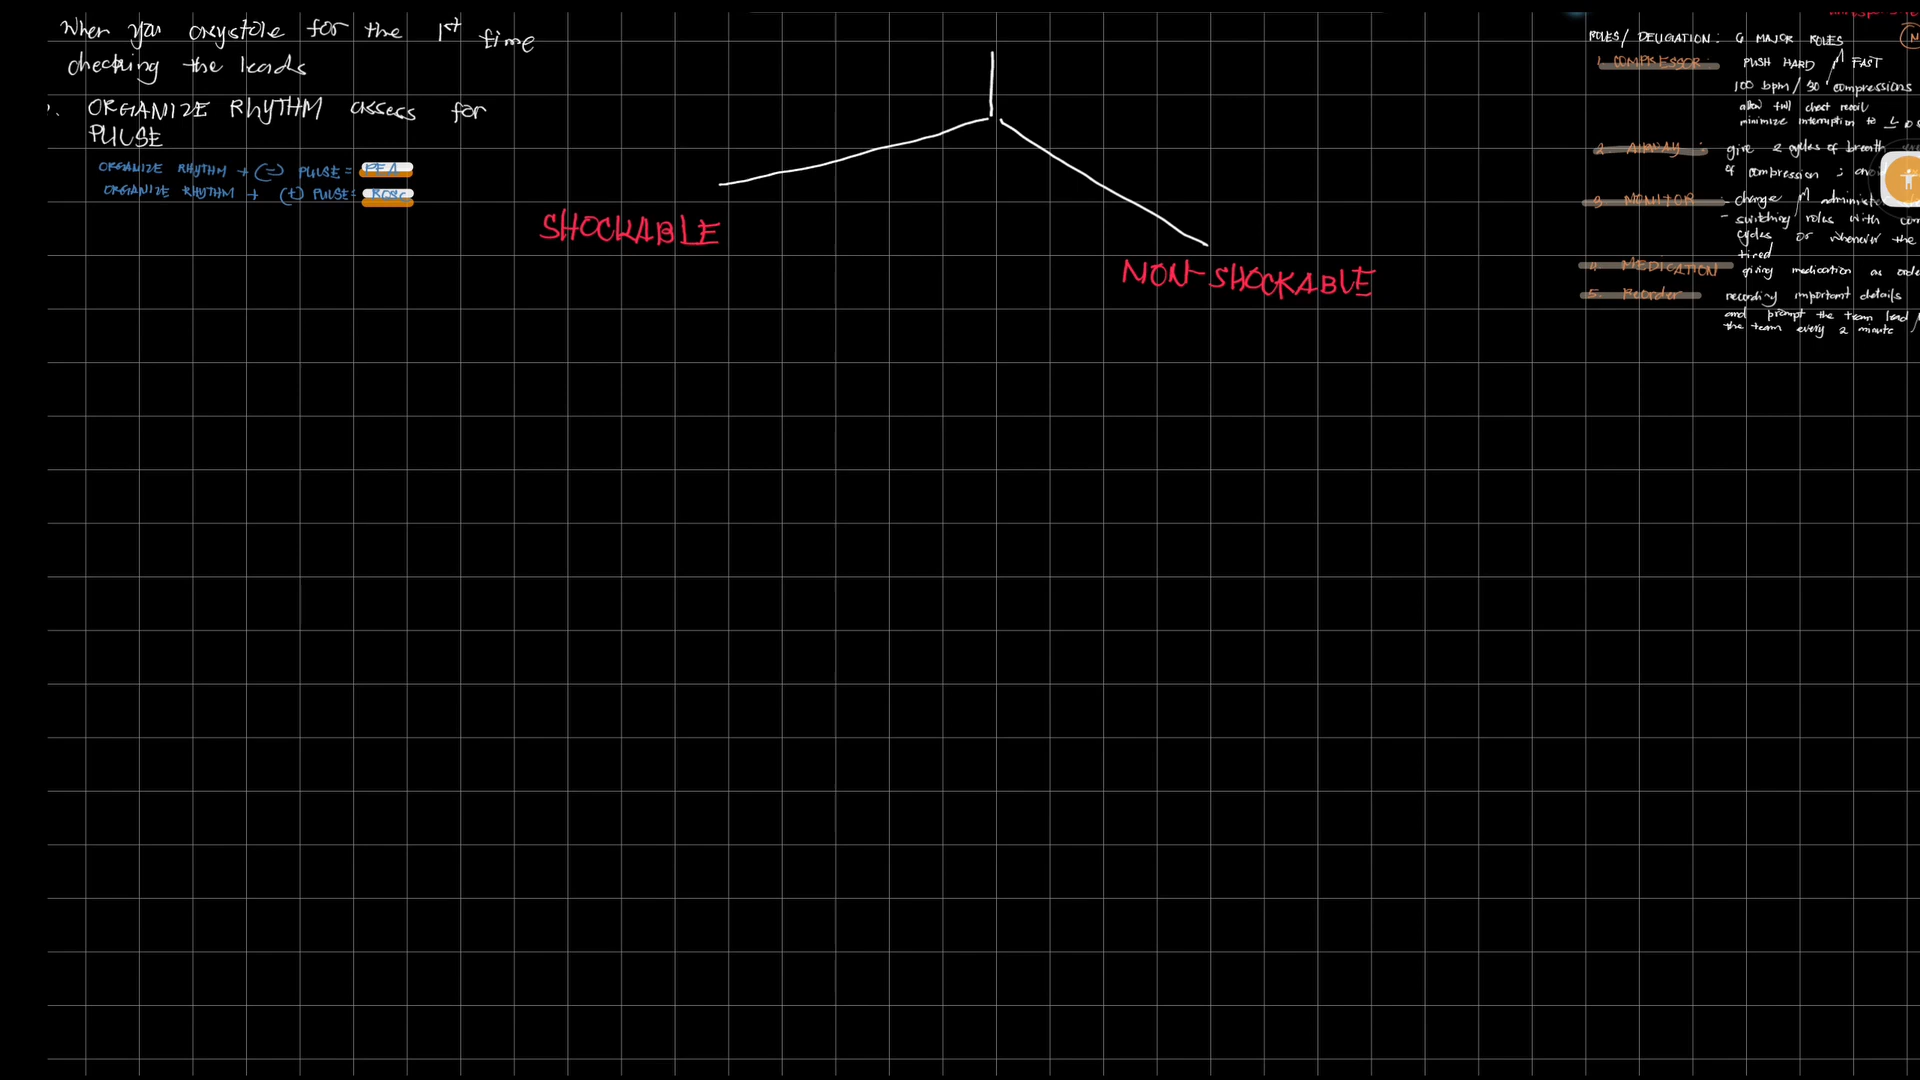 When you asystole for the 1st time
checking the leads
ORGANIZE RHYTHM assess for
PULSE
ORGANIZE RHYTHM + (-) PULSE = PEA
ORGANIZE RHYTHM + (+) PULSE = ROSC
SHOCKABLE
NON-SHOCKABLE
ROLES/ DELIGATION : 6 MAJOR ROLES
1. COMPRESSOR : PUSH HARD / FAST
100 bpm / 30 compressions
allow full chest recoil
minimize interruption to
2. AIRWAY : give 2 cycles of breath
of compression ;
3. MONITOR - change
- switching roles with
cycles or whenever the
tired
4. MEDICATION giving medication as
5. Recorder recording important details
and prompt the team lead /
the team every 2 minute